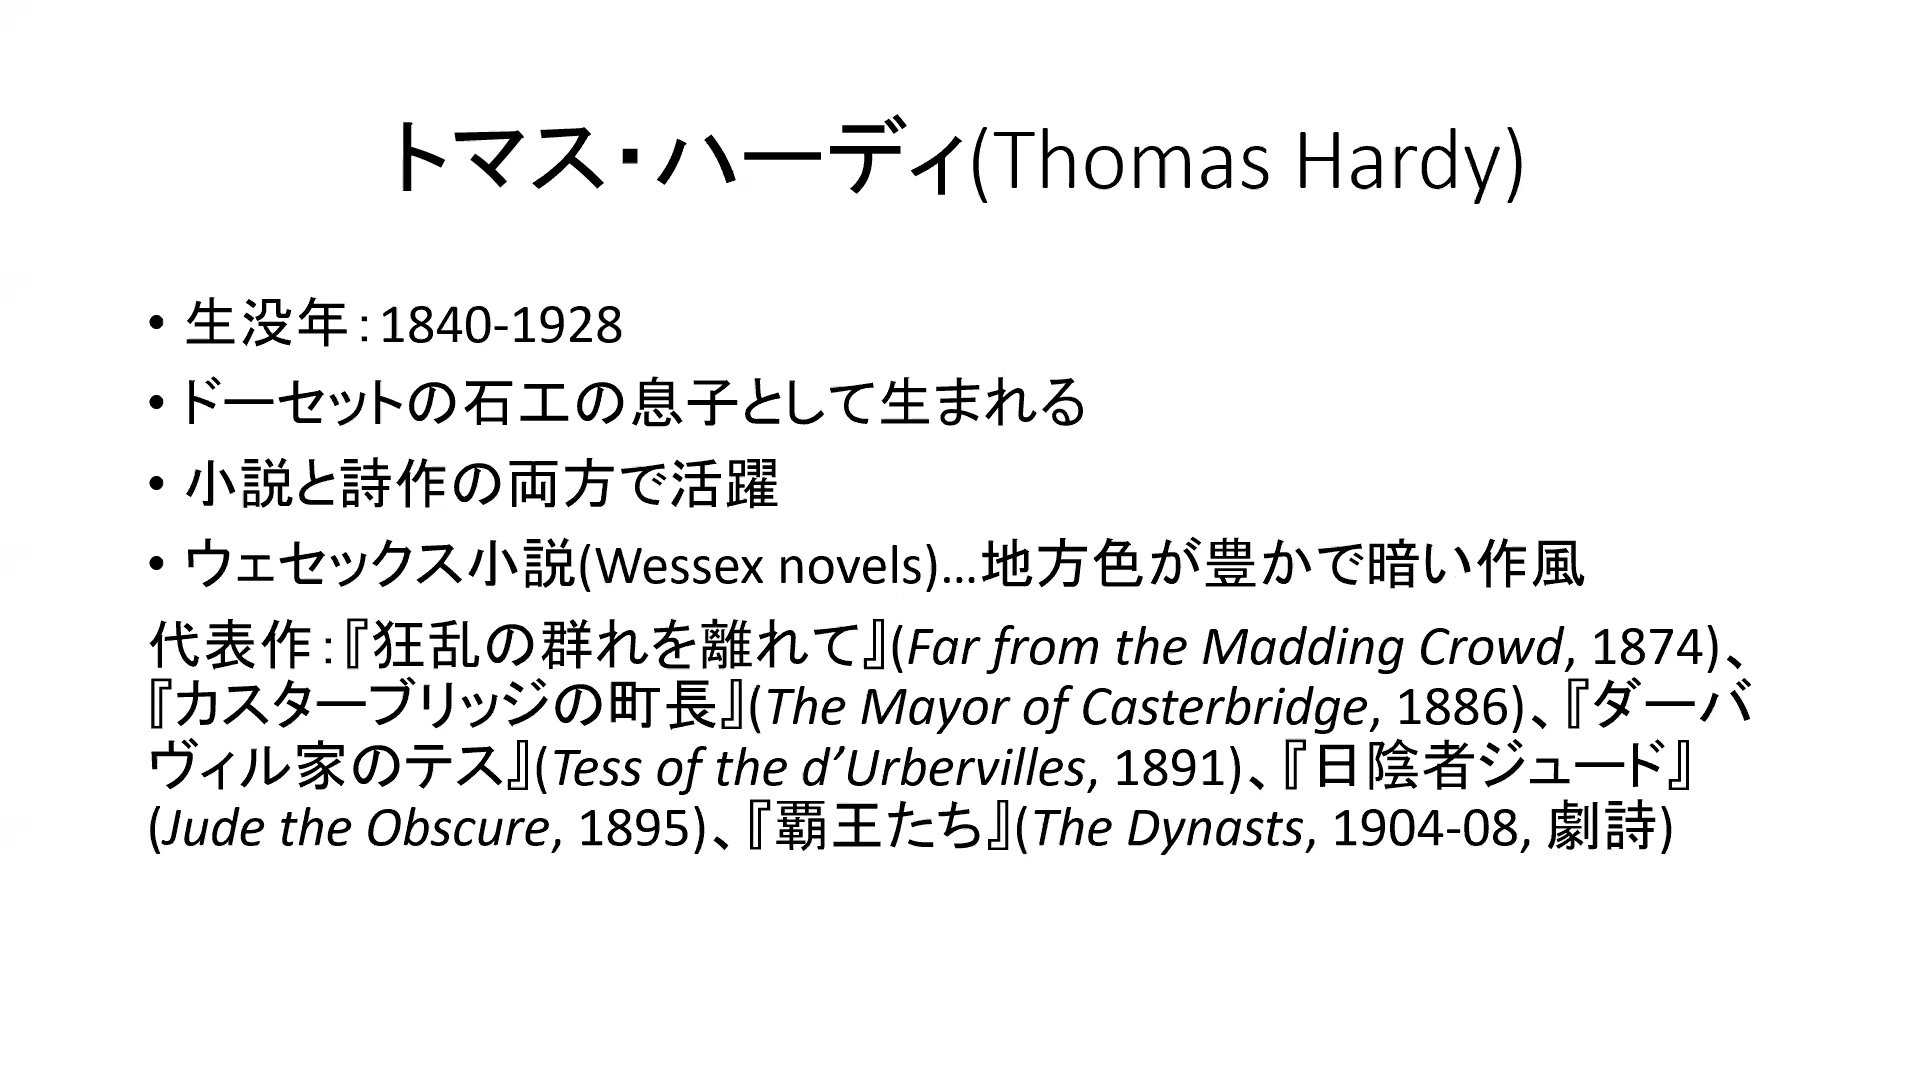 トマス・ハーディ(Thomas Hardy)
• 生没年：1840-1928
• ドーセットの石工の息子として生まれる
• 小説と詩作の両方で活躍
• ウェセックス小説(Wessex novels)…地方色が豊かで暗い作風
代表作：『狂乱の群れを離れて』(Far from the Madding Crowd, 1874)、
『カスターブリッジの町長』(The Mayor of Casterbridge, 1886)、『ダーバ
ヴィル家のテス』(Tess of the d’Urbervilles, 1891)、『日陰者ジュード』
(Jude the Obscure, 1895)、『覇王たち』(The Dynasts, 1904-08, 劇詩)